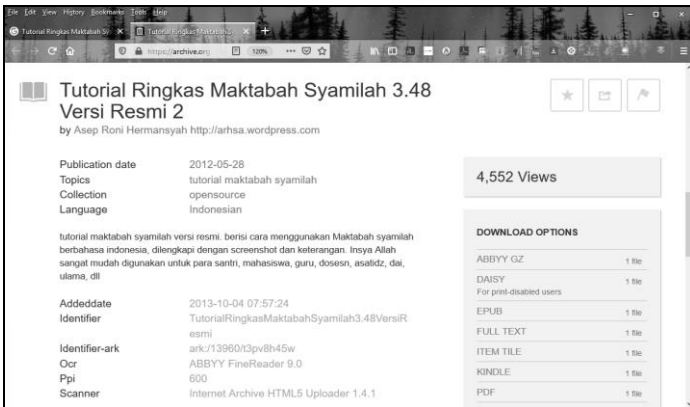 File Edit View History Bookmarks Tools Help
Tutorial Ringkas Maktabah Sy
Tutorial Ringkas Maktabah
https://archive.org
120%
Tutorial Ringkas Maktabah Syamilah 3.48
Versi Resmi 2
by Asep Roni Hermansyah http://arhsa.wordpress.com
Publication date 2012-05-28
Topics tutorial maktabah syamilah
Collection opensource
Language Indonesian
tutorial maktabah syamilah versi resmi. berisi cara menggunakan Maktabah syamilah
berbahasa indonesia, dilengkapi dengan screenshot dan keterangan. Insya Allah
sangat mudah digunakan untuk para santri, mahasiswa, guru, dosesn, asatidz, dai,
ulama, dll
Addeddate 2013-10-04 07:57:24
Identifier TutorialRingkasMaktabahSyamilah3.48VersiR
esmi
Identifier-ark ark:/13960/t3pv8h45w
Ocr ABBYY FineReader 9.0
Ppi 600
Scanner Internet Archive HTML5 Uploader 1.4.1
4,552 Views
DOWNLOAD OPTIONS
ABBYY GZ 1 file
DAISY 1 file
For print-disabled users
EPUB 1 file
FULL TEXT 1 file
ITEM TILE 1 file
KINDLE 1 file
PDF 1 file